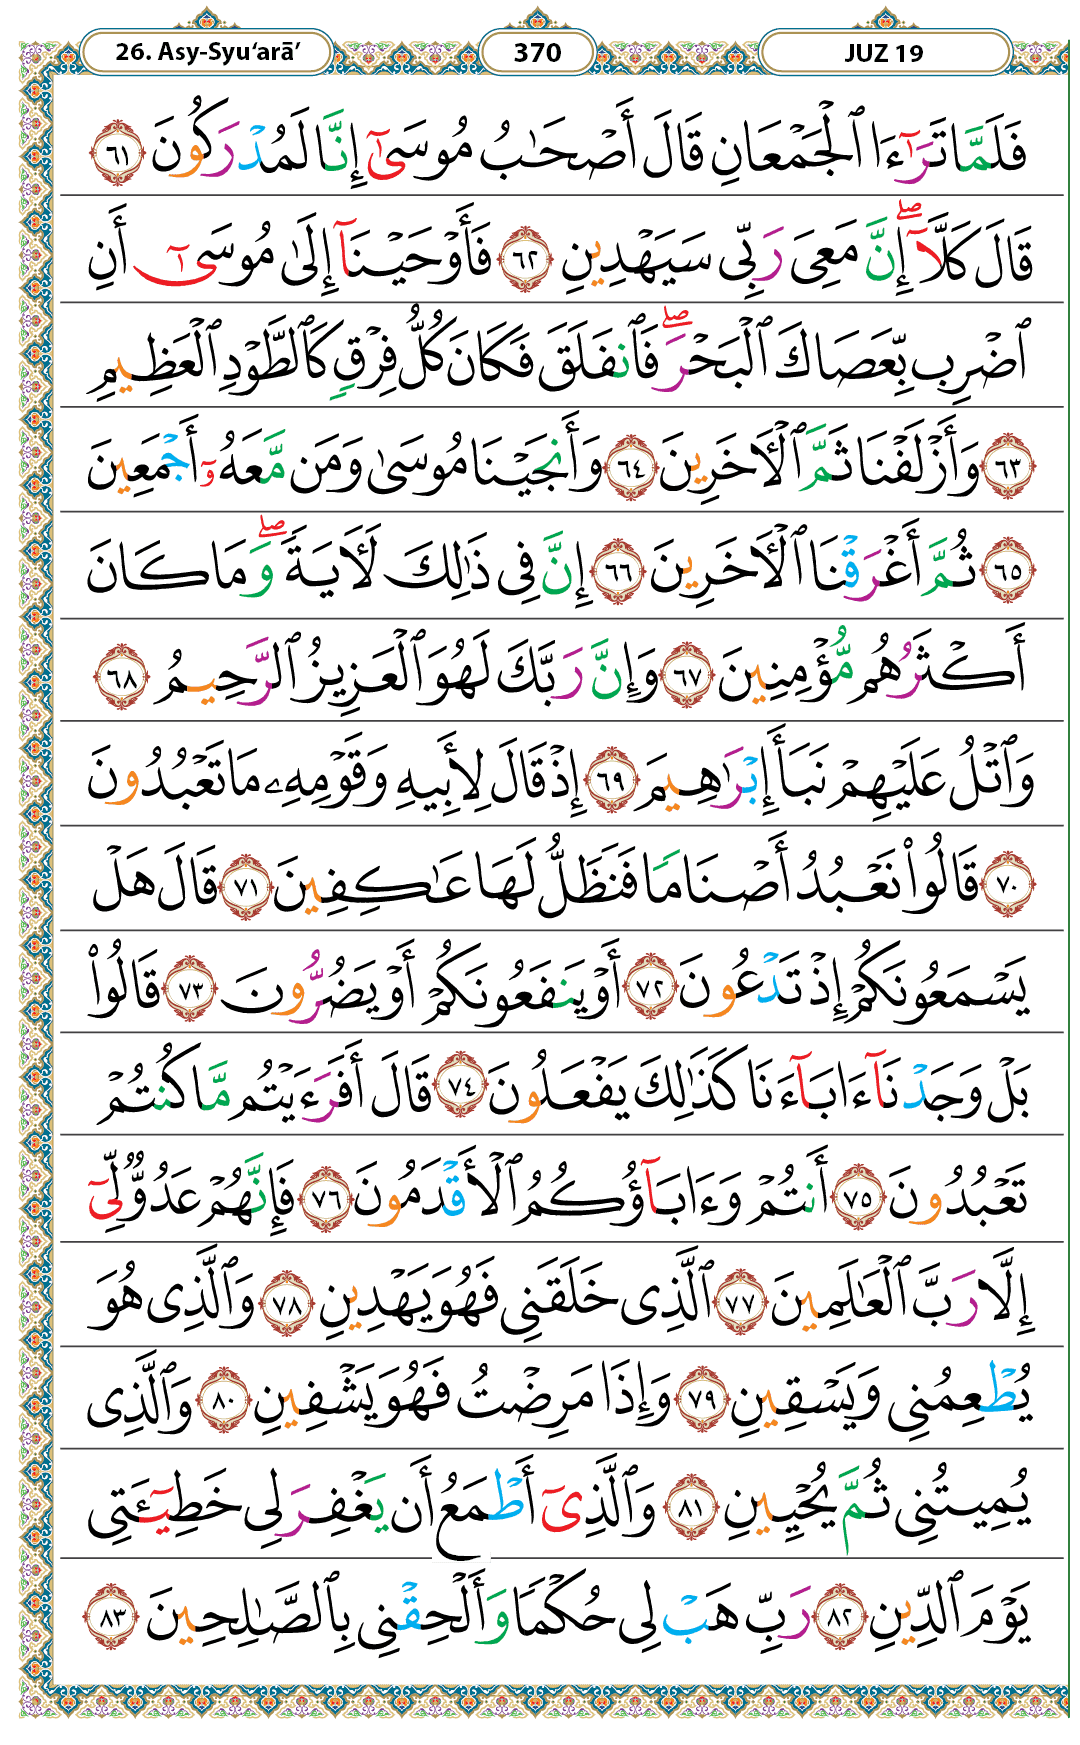 26. Asy-Syu‘arā’ 370 JUZ 19
فَلَمَّا تَرَٰٓءَا ٱلْجَمْعَانِ قَالَ أَصْحَٰبُ مُوسَىٰٓ إِنَّا لَمُدْرَكُونَ ٦١
قَالَ كَلَّآ ۖ إِنَّ مَعِىَ رَبِّى سَيَهْدِينِ ٦٢ فَأَوْحَيْنَآ إِلَىٰ مُوسَىٰٓ أَنِ
ٱضْرِب بِّعَصَاكَ ٱلْبَحْرَ ۖ فَٱنفَلَقَ فَكَانَ كُلُّ فِرْقٍ كَٱلطَّوْدِ ٱلْعَظِيمِ
٦٣ وَأَزْلَفْنَا ثَمَّ ٱلْـَٔاخَرِينَ ٦٤ وَأَنجَيْنَا مُوسَىٰ وَمَن مَّعَهُۥٓ أَجْمَعِينَ
٦٥ ثُمَّ أَغْرَقْنَا ٱلْـَٔاخَرِينَ ٦٦ إِنَّ فِى ذَٰلِكَ لَـَٔايَةً ۖ وَمَا كَانَ
أَكْثَرُهُم مُّؤْمِنِينَ ٦٧ وَإِنَّ رَبَّكَ لَهُوَ ٱلْعَزِيزُ ٱلرَّحِيمُ ٦٨
وَٱتْلُ عَلَيْهِمْ نَبَأَ إِبْرَٰهِيمَ ٦٩ إِذْ قَالَ لِأَبِيهِ وَقَوْمِهِۦ مَا تَعْبُدُونَ
٧٠ قَالُوا۟ نَعْبُدُ أَصْنَامًا فَنَظَلُّ لَهَا عَٰكِفِينَ ٧١ قَالَ هَلْ
يَسْمَعُونَكُمْ إِذْ تَدْعُونَ ٧٢ أَوْ يَنفَعُونَكُمْ أَوْ يَضُرُّونَ ٧٣ قَالُوا۟
بَلْ وَجَدْنَآ ءَابَآءَنَا كَذَٰلِكَ يَفْعَلُونَ ٧٤ قَالَ أَفَرَءَيْتُم مَّا كُنتُمْ
تَعْبُدُونَ ٧٥ أَنتُمْ وَءَابَآؤُكُمُ ٱلْأَقْدَمُونَ ٧٦ فَإِنَّهُمْ عَدُوٌّ لِّىٓ
إِلَّا رَبَّ ٱلْعَٰلَمِينَ ٧٧ ٱلَّذِى خَلَقَنِى فَهُوَ يَهْدِينِ ٧٨ وَٱلَّذِى هُوَ
يُطْعِمُنِى وَيَسْقِينِ ٧٩ وَإِذَا مَرِضْتُ فَهُوَ يَشْفِينِ ٨٠ وَٱلَّذِى
يُمِيتُنِى ثُمَّ يُحْيِينِ ٨١ وَٱلَّذِىٓ أَطْمَعُ أَن يَغْفِرَ لِى خَطِيٓـَٔتِى
يَوْمَ ٱلدِّينِ ٨٢ رَبِّ هَبْ لِى حُكْمًا وَأَلْحِقْنِى بِٱلصَّٰلِحِينَ ٨٣